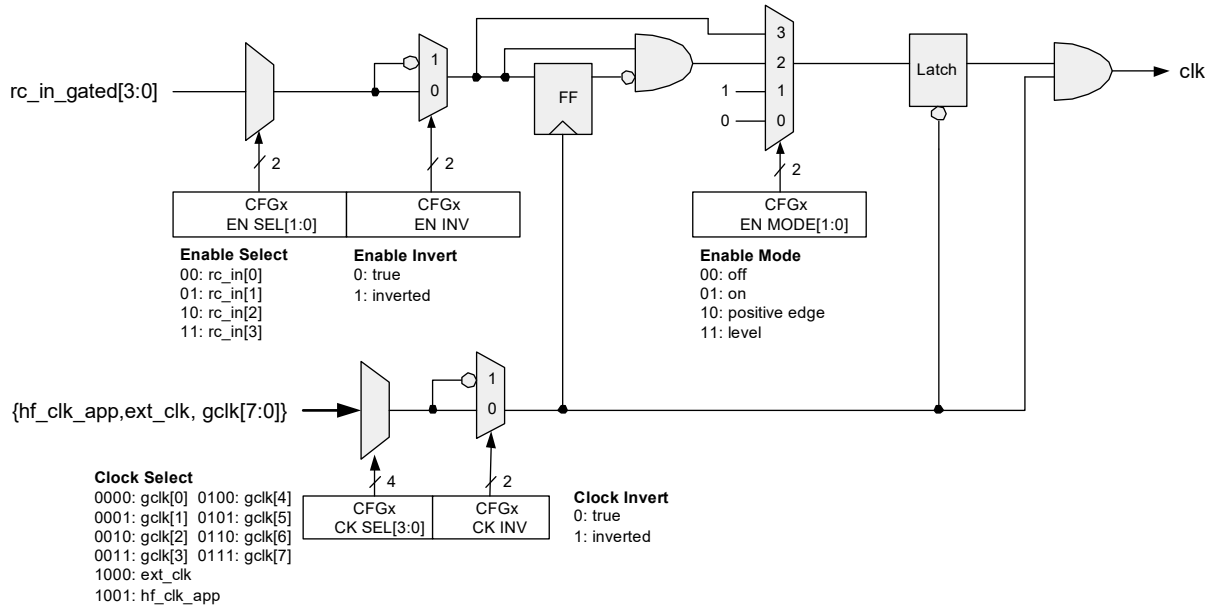 3
1
2
rc_in_gated[3:0]
Latch
clk
0
FF
1
1
0
0
2
2
2
CFGx
EN SEL[1:0]
CFGx
EN INV
CFGx
EN MODE[1:0]
Enable Select
00: rc_in[0]
01: rc_in[1]
10: rc_in[2]
11: rc_in[3]
Enable Invert
0: true
1: inverted
Enable Mode
00: off
01: on
10: positive edge
11: level
1
0
{hf_clk_app,ext_clk, gclk[7:0]}
Clock Select
0000: gclk[0] 0100: gclk[4]
0001: gclk[1] 0101: gclk[5]
0010: gclk[2] 0110: gclk[6]
0011: gclk[3] 0111: gclk[7]
1000: ext_clk
1001: hf_clk_app
4
2
CFGx
CK SEL[3:0]
CFGx
CK INV
Clock Invert
0: true
1: inverted